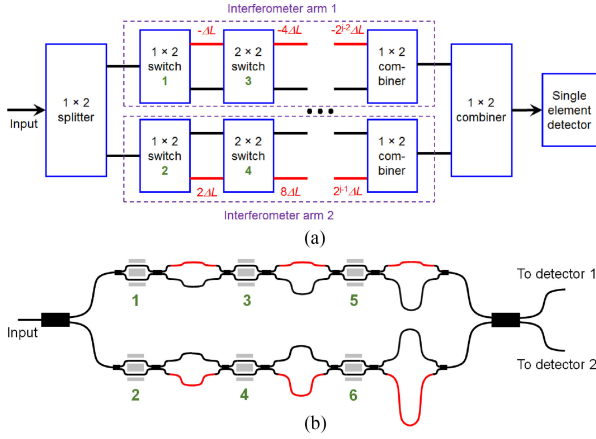 Interferometer arm 1
-ΔL
-4ΔL
-2^{j-2}ΔL
1 × 2
splitter
1 × 2
switch
1
2 × 2
switch
3
1 × 2
com-
biner
Input
...
1 × 2
combiner
Single
element
detector
1 × 2
switch
2
2 × 2
switch
4
1 × 2
com-
biner
2ΔL
8ΔL
2^{j-1}ΔL
Interferometer arm 2
(a)
1
3
5
To detector 1
Input
To detector 2
2
4
6
(b)